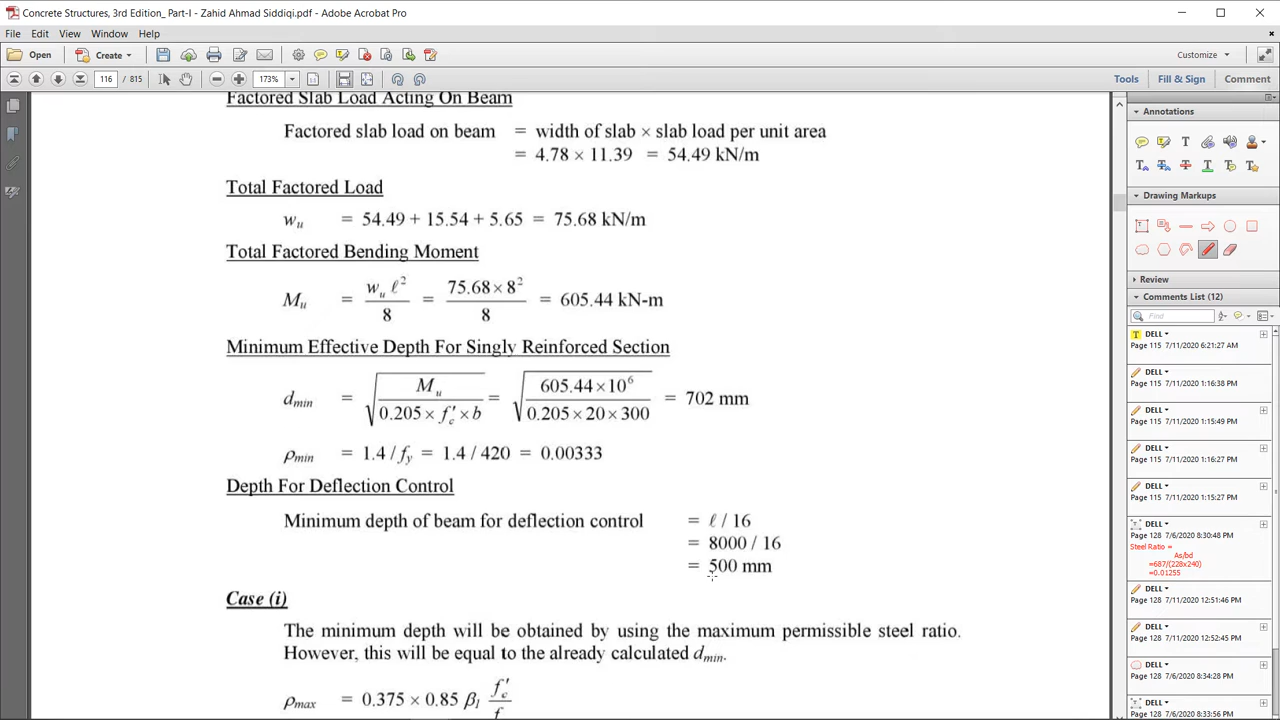 Concrete Structures, 3rd Edition_ Part-I - Zahid Ahmad Siddiqi.pdf - Adobe Acrobat Pro
File Edit View Window Help
Open Create Customize
116 / 815 173% Tools Fill & Sign Comment
Factored Slab Load Acting On Beam
Factored slab load on beam = width of slab × slab load per unit area
= 4.78 × 11.39 = 54.49 kN/m
Total Factored Load
wu = 54.49 + 15.54 + 5.65 = 75.68 kN/m
Total Factored Bending Moment
Mu = wu ℓ² / 8 = 75.68 × 8² / 8 = 605.44 kN-m
Minimum Effective Depth For Singly Reinforced Section
dmin = √(Mu / 0.205 × f′c × b) = √(605.44×10⁶ / 0.205 × 20 × 300) = 702 mm
ρmin = 1.4 / fy = 1.4 / 420 = 0.00333
Depth For Deflection Control
Minimum depth of beam for deflection control = ℓ / 16
= 8000 / 16
= 500 mm
Case (i)
The minimum depth will be obtained by using the maximum permissible steel ratio.
However, this will be equal to the already calculated dmin.
ρmax = 0.375 × 0.85 β1 f′c / f
Annotations
Drawing Markups
Review
Comments List (12)
Find
DELL
Page 115 7/11/2020 6:21:27 AM
DELL
Page 115 7/11/2020 1:16:38 PM
DELL
Page 115 7/11/2020 1:15:49 PM
DELL
Page 115 7/11/2020 1:16:27 PM
DELL
Page 115 7/11/2020 1:15:27 PM
DELL
Page 128 7/6/2020 8:30:48 PM
Steel Ratio =
As/bd
=687/(228x240)
=0.01255
DELL
Page 128 7/11/2020 12:51:46 PM
DELL
Page 128 7/11/2020 12:52:45 PM
DELL
Page 128 7/6/2020 8:34:28 PM
DELL
Page 128 7/6/2020 8:33:56 PM